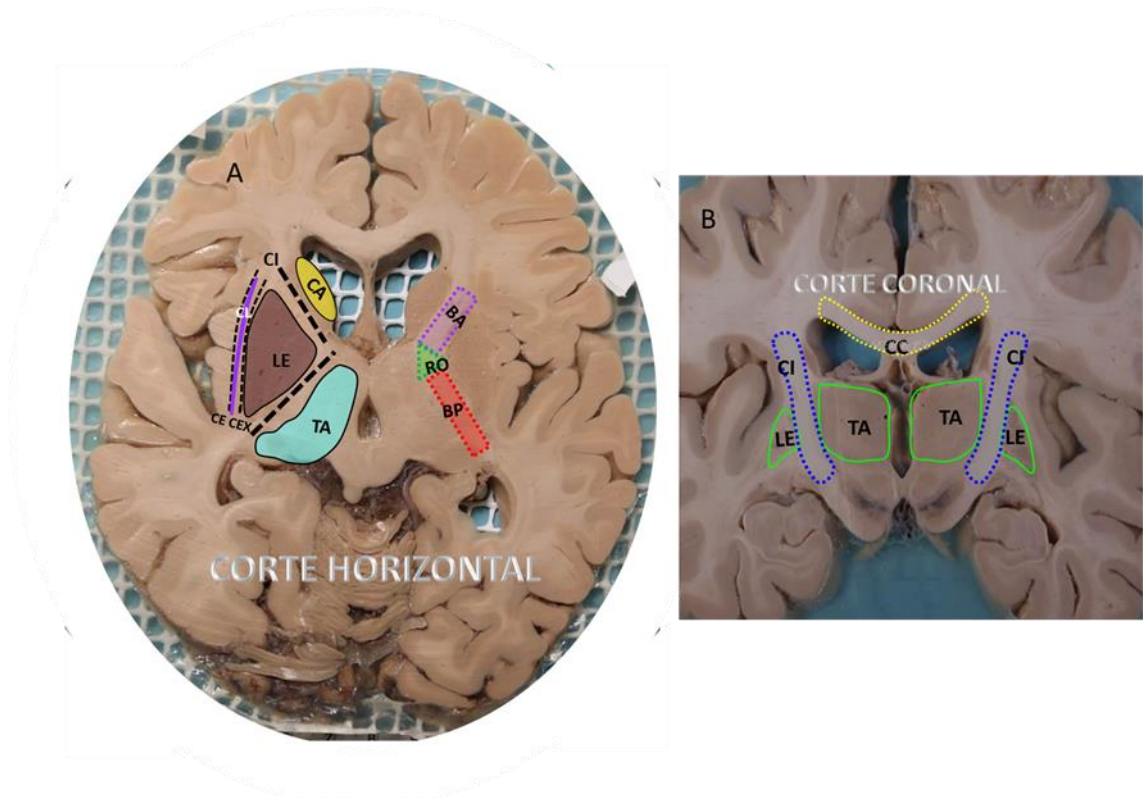 A
CI
CA
CL
LE
CE CEX
TA
BA
RO
BP
CORTE HORIZONTAL
B
CORTE CORONAL
CC
CI
CI
LE
TA
TA
LE